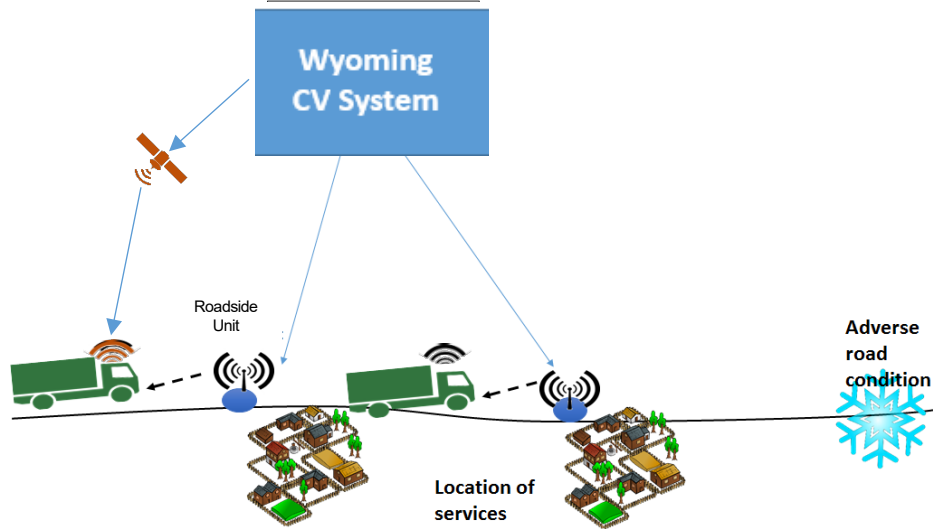 Wyoming
CV System
Roadside
Unit
Adverse
road
condition
Location of
services